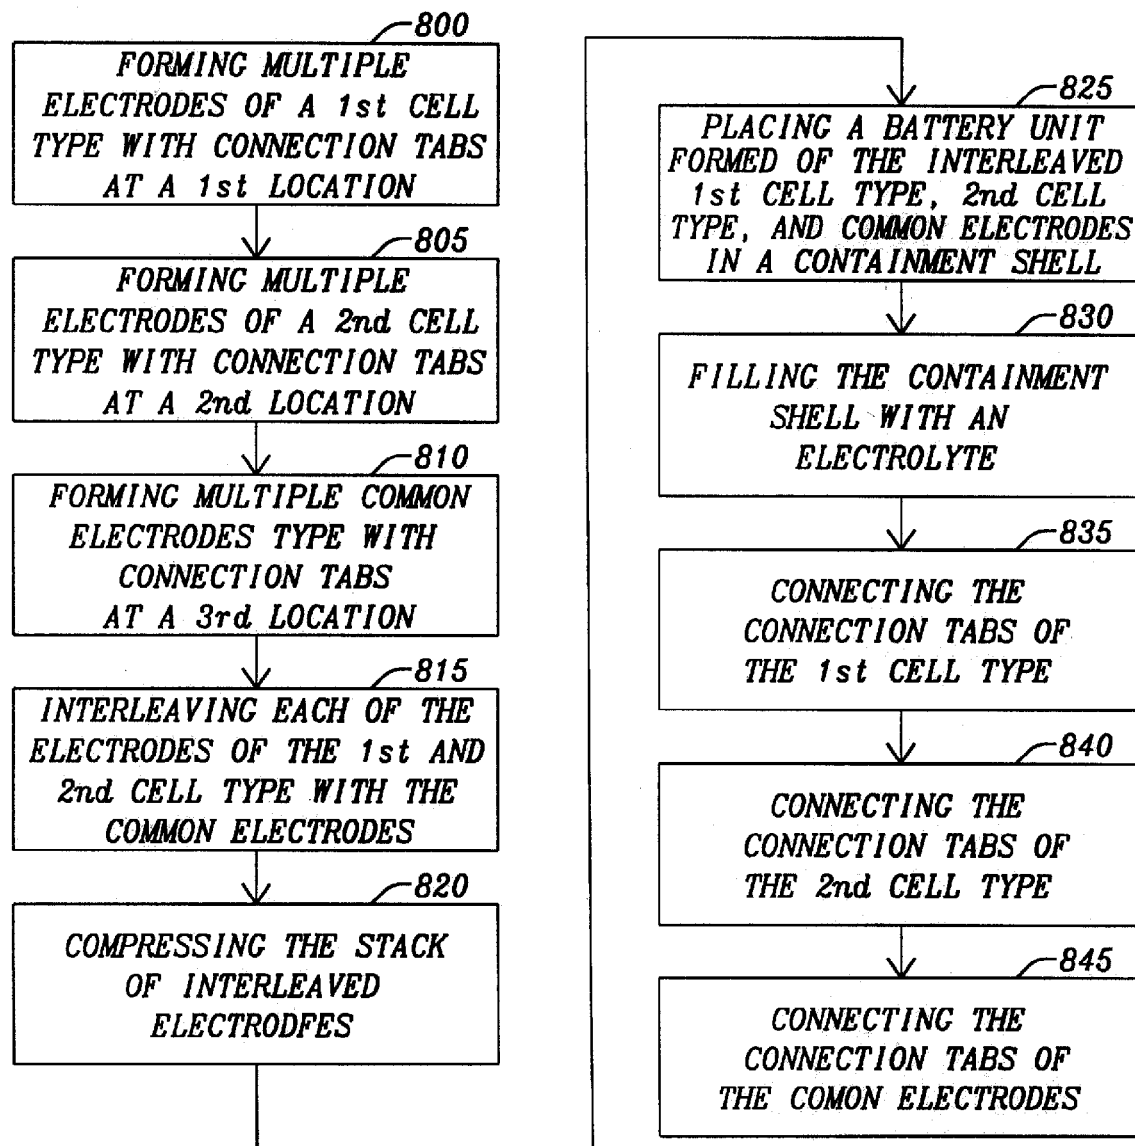 800
FORMING MULTIPLE
ELECTRODES OF A 1st CELL
TYPE WITH CONNECTION TABS
AT A 1st LOCATION
805
FORMING MULTIPLE
ELECTRODES OF A 2nd CELL
TYPE WITH CONNECTION TABS
AT A 2nd LOCATION
810
FORMING MULTIPLE COMMON
ELECTRODES TYPE WITH
CONNECTION TABS
AT A 3rd LOCATION
815
INTERLEAVING EACH OF THE
ELECTRODES OF THE 1st AND
2nd CELL TYPE WITH THE
COMMON ELECTRODES
820
COMPRESSING THE STACK
OF INTERLEAVED
ELECTRODFES
825
PLACING A BATTERY UNIT
FORMED OF THE INTERLEAVED
1st CELL TYPE, 2nd CELL
TYPE, AND COMMON ELECTRODES
IN A CONTAINMENT SHELL
830
FILLING THE CONTAINMENT
SHELL WITH AN
ELECTROLYTE
835
CONNECTING THE
CONNECTION TABS OF
THE 1st CELL TYPE
840
CONNECTING THE
CONNECTION TABS OF
THE 2nd CELL TYPE
845
CONNECTING THE
CONNECTION TABS OF
THE COMON ELECTRODES